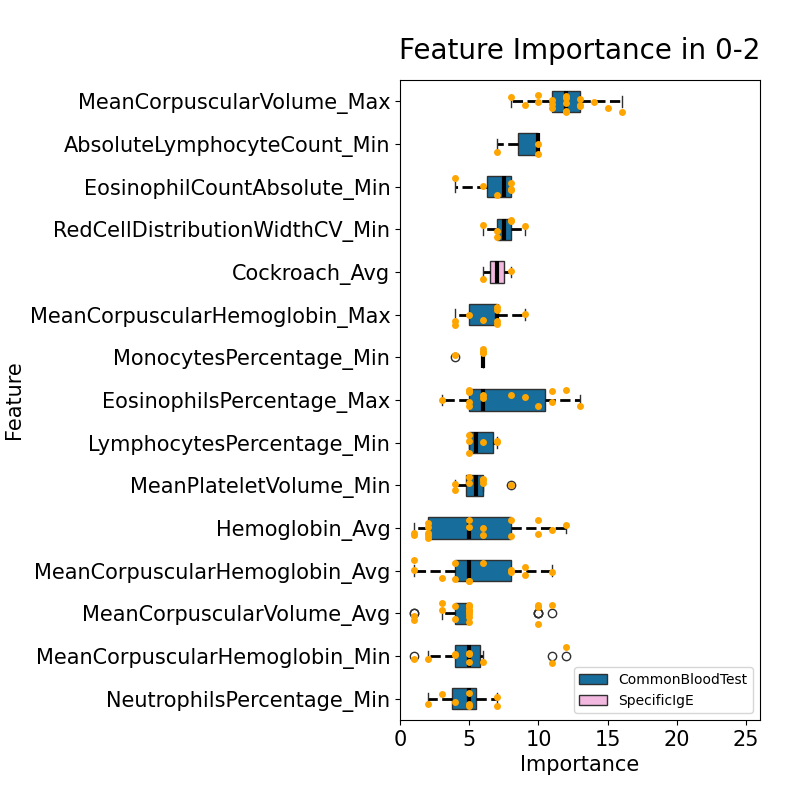 Feature Importance in 0-2
MeanCorpuscularVolume_Max
AbsoluteLymphocyteCount_Min
EosinophilCountAbsolute_Min
RedCellDistributionWidthCV_Min
Cockroach_Avg
MeanCorpuscularHemoglobin_Max
MonocytesPercentage_Min
EosinophilsPercentage_Max
LymphocytesPercentage_Min
MeanPlateletVolume_Min
Hemoglobin_Avg
MeanCorpuscularHemoglobin_Avg
MeanCorpuscularVolume_Avg
MeanCorpuscularHemoglobin_Min
NeutrophilsPercentage_Min
Feature
CommonBloodTest
SpecificIgE
0 5 10 15 20 25
Importance